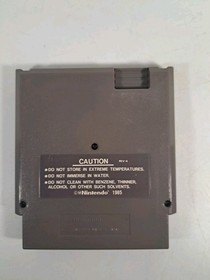 CAUTION
●DO NOT STORE IN EXTREME TEMPERATURES.
●DO NOT IMMERSE IN WATER.
●DO NOT CLEAN WITH BENZENE, THINNER,
ALCOHOL OR OTHER SUCH SOLVENTS.
©Nintendo 1985